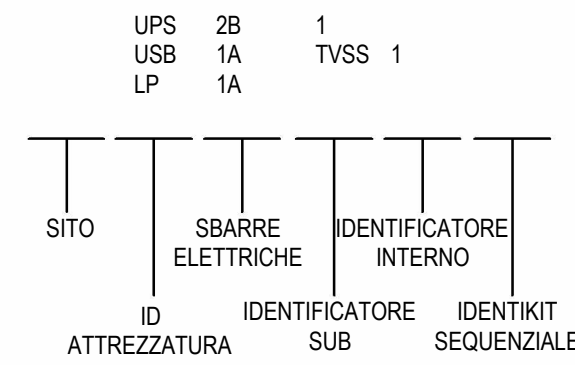 UPS 2B 1
USB 1A TVSS 1
LP 1A
SITO SBARRE IDENTIFICATORE
ELETTRICHE INTERNO
ID IDENTIFICATORE IDENTIKIT
ATTREZZATURA SUB SEQUENZIALE